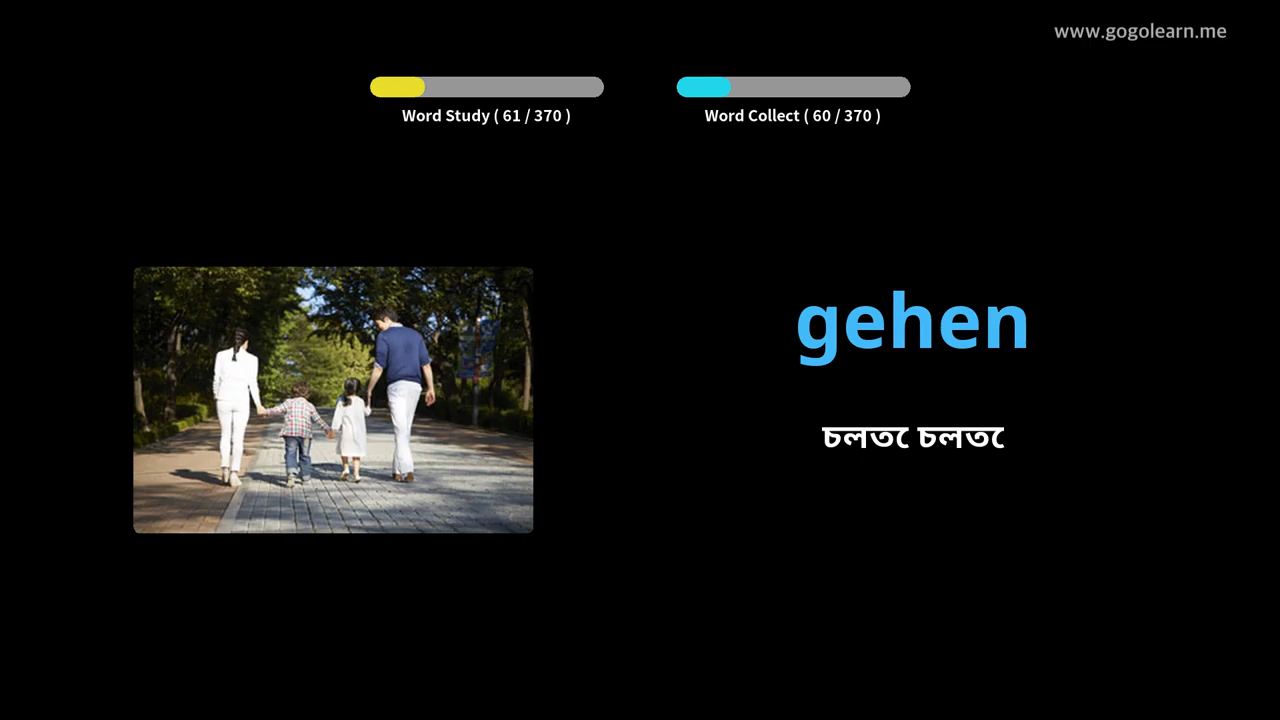 www.gogolearn.me
Word Study ( 61 / 370 )
Word Collect ( 60 / 370 )
gehen
চলতে চলতে